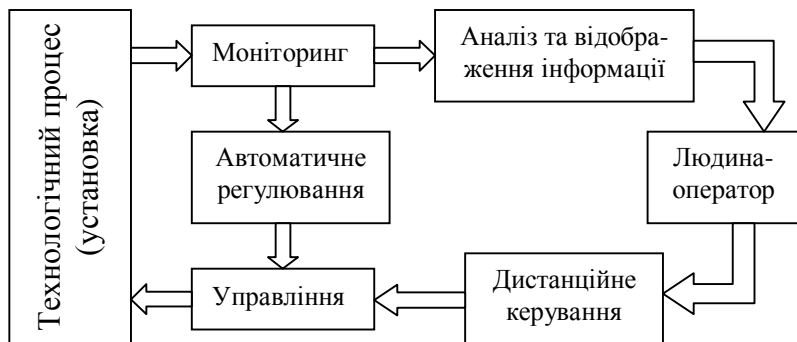 Технологічний процес
(установка)
Моніторинг
Аналіз та відобра-
ження інформації
Автоматичне
регулювання
Людина-
оператор
Управління
Дистанційне
керування